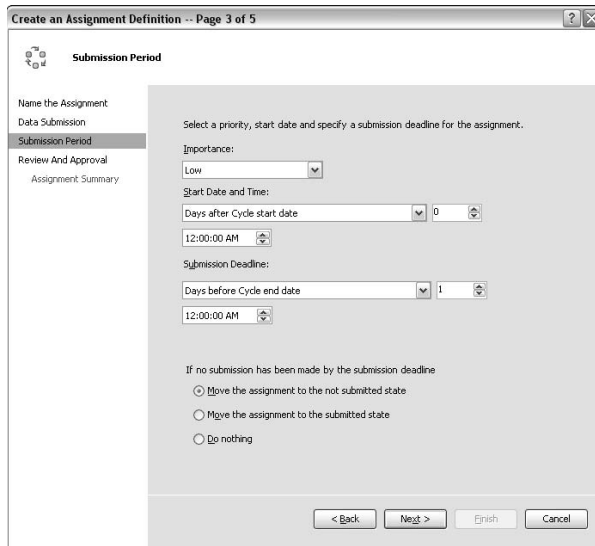 Create an Assignment Definition -- Page 3 of 5
Submission Period
Name the Assignment
Data Submission
Submission Period
Review And Approval
Assignment Summary
Select a priority, start date and specify a submission deadline for the assignment.
Importance:
Low
Start Date and Time:
Days after Cycle start date 0
12:00:00 AM
Submission Deadline:
Days before Cycle end date 1
12:00:00 AM
If no submission has been made by the submission deadline
Move the assignment to the not submitted state
Move the assignment to the submitted state
Do nothing
< Back Next > Finish Cancel